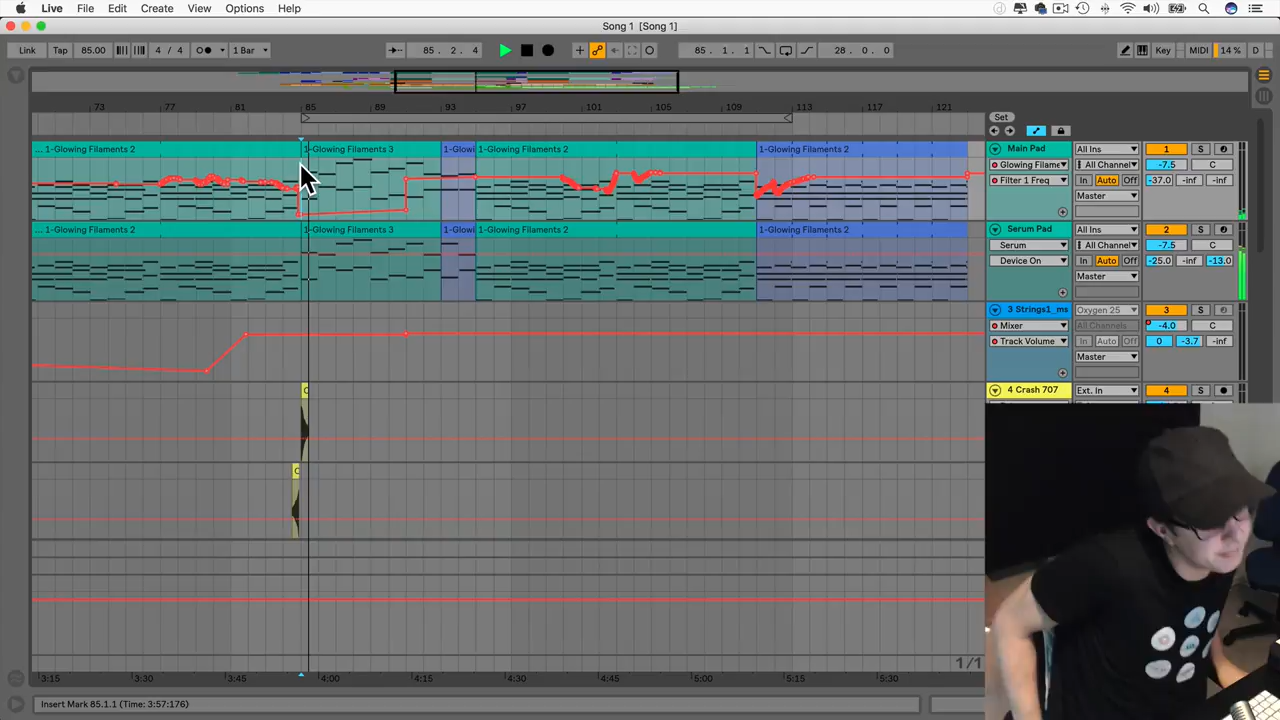 Live File Edit Create View Options Help
Song 1 [Song 1]
Link Tap 85.00 4 / 4 1 Bar 85. 2. 4 85. 1. 1 28. 0. 0 Key MIDI 14 % D
73 77 81 85 89 93 97 101 105 109 113 117 121
Set
... 1-Glowing Filaments 2 1-Glowing Filaments 3 1-Glowi 1-Glowing Filaments 2 1-Glowing Filaments 2 Main Pad All Ins 1 S
Glowing Filame All Channel -7.5 C
Filter 1 Freq In Auto Off -37.0 -inf -inf
Master
1-Glowing Filaments 2 1-Glowing Filaments 3 1-Glowi 1-Glowing Filaments 2 1-Glowing Filaments 2 Serum Pad All Ins 2 S
Serum All Channel -7.5 C
Device On In Auto Off -25.0 -inf -13.0
Master
3 Strings1_ms Oxygen 25 3 S
Mixer All Channels -4.0 C
Track Volume In Auto Off 0 -3.7 -inf
Master
C 4 Crash 707 Ext. In 4 S
C
1/1
3:15 3:30 3:45 4:00 4:15 4:30 4:45 5:00 5:15 5:30
Insert Mark 85.1.1 (Time: 3:57:176)